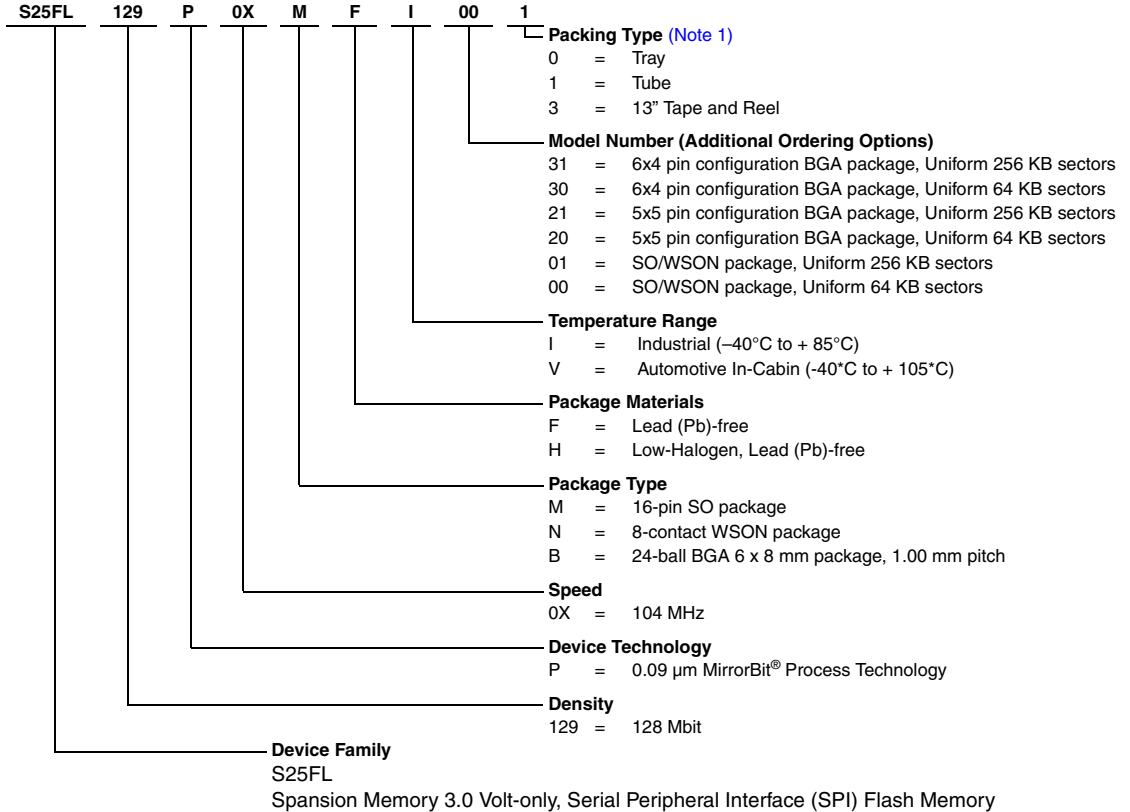 S25FL 129 P 0X M F I 00 1
Packing Type (Note 1)
0 = Tray
1 = Tube
3 = 13” Tape and Reel
Model Number (Additional Ordering Options)
31 = 6x4 pin configuration BGA package, Uniform 256 KB sectors
30 = 6x4 pin configuration BGA package, Uniform 64 KB sectors
21 = 5x5 pin configuration BGA package, Uniform 256 KB sectors
20 = 5x5 pin configuration BGA package, Uniform 64 KB sectors
01 = SO/WSON package, Uniform 256 KB sectors
00 = SO/WSON package, Uniform 64 KB sectors
Temperature Range
I = Industrial (–40°C to + 85°C)
V = Automotive In-Cabin (-40*C to + 105*C)
Package Materials
F = Lead (Pb)-free
H = Low-Halogen, Lead (Pb)-free
Package Type
M = 16-pin SO package
N = 8-contact WSON package
B = 24-ball BGA 6 x 8 mm package, 1.00 mm pitch
Speed
0X = 104 MHz
Device Technology
P = 0.09 µm MirrorBit® Process Technology
Density
129 = 128 Mbit
Device Family
S25FL
Spansion Memory 3.0 Volt-only, Serial Peripheral Interface (SPI) Flash Memory